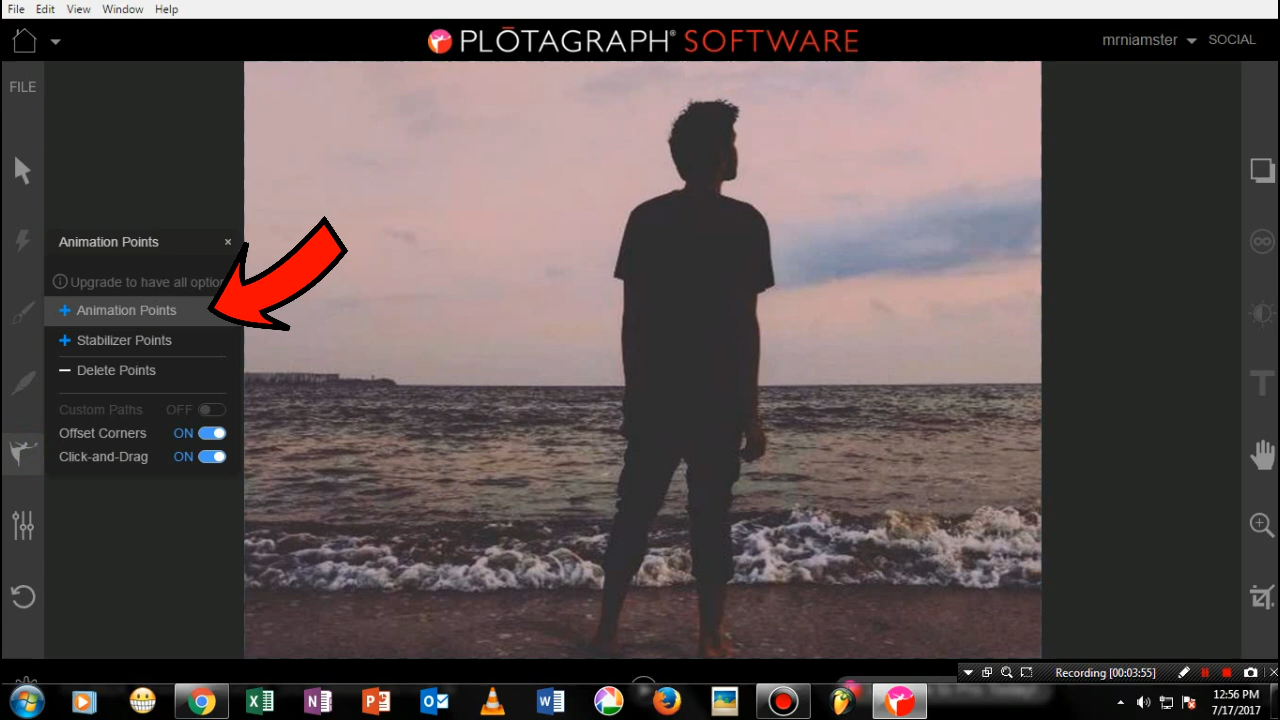 File Edit View Window Help
PLŌTAGRAPH® SOFTWARE
mrniamster SOCIAL
FILE
Animation Points ×
Upgrade to have all option
+ Animation Points
+ Stabilizer Points
− Delete Points
Custom Paths OFF
Offset Corners ON
Click-and-Drag ON
T
Recording [00:03:55]
12:56 PM
7/17/2017